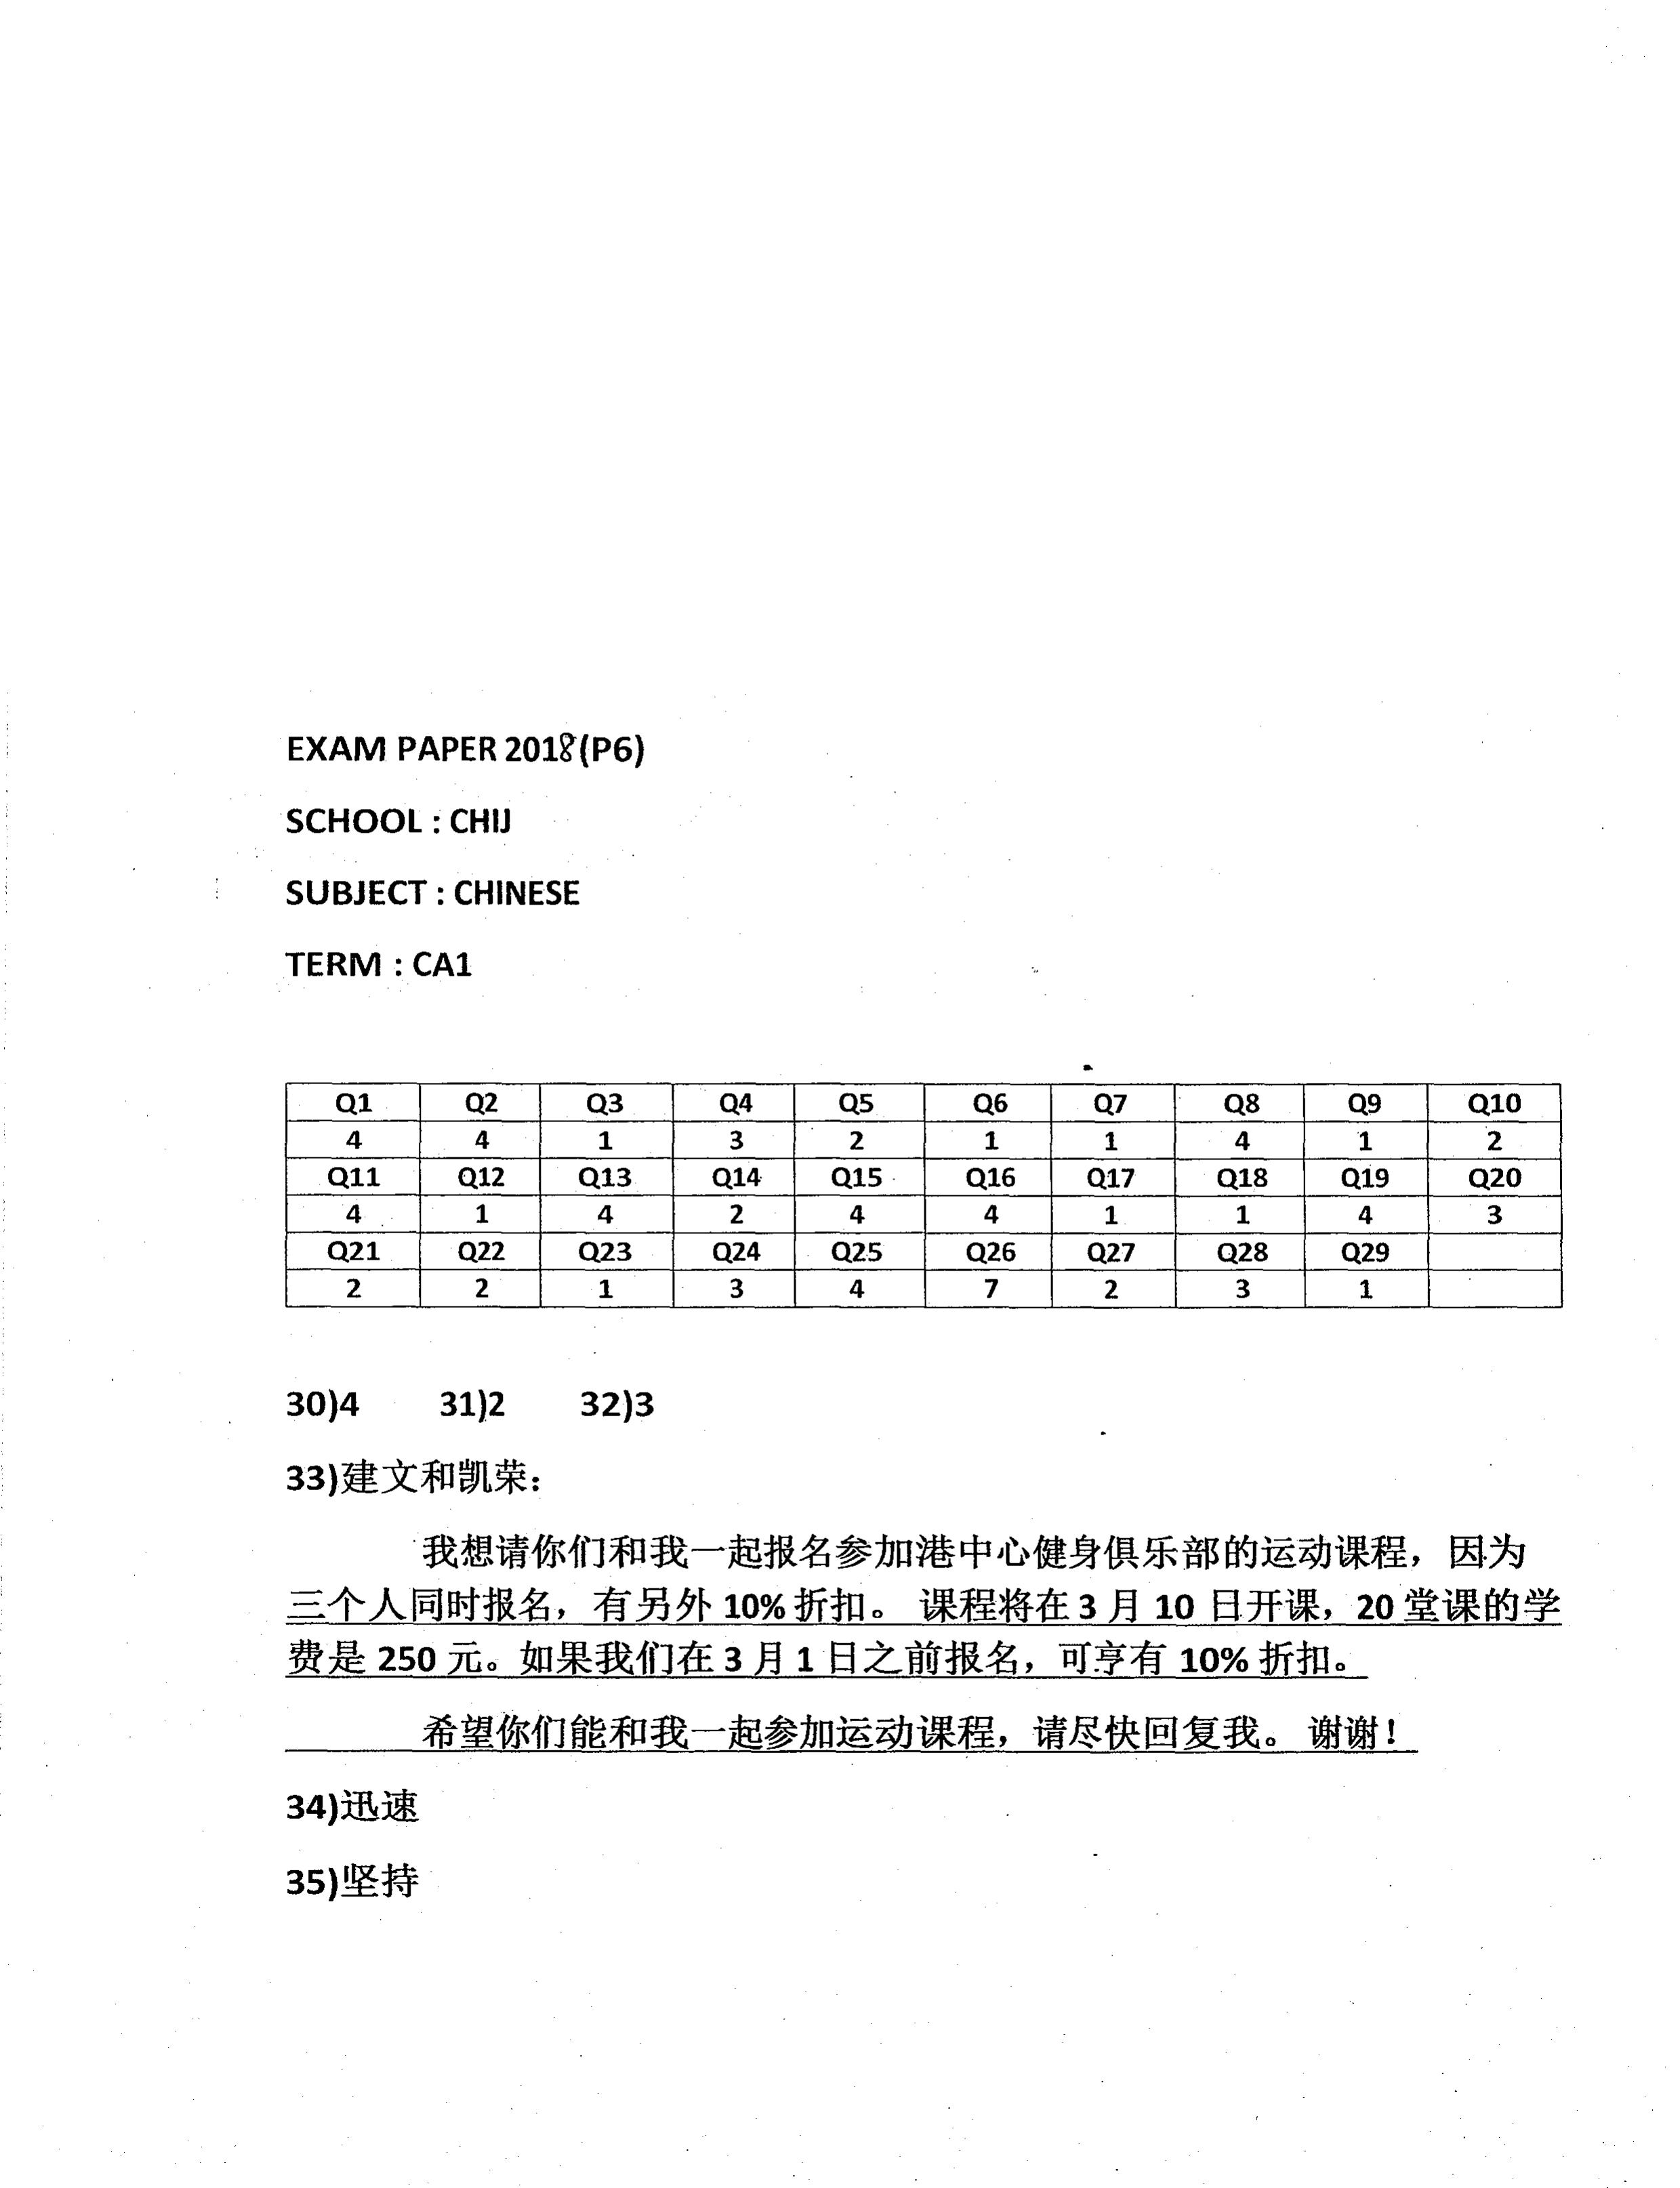 EXAM PAPER 2018(P6)
SCHOOL : CHIJ
SUBJECT : CHINESE
TERM : CA1
Q1 Q2 Q3 Q4 Q5 Q6 Q7 Q8 Q9 Q10
4 4 1 3 2 1 1 4 1 2
Q11 Q12 Q13 Q14 Q15 Q16 Q17 Q18 Q19 Q20
4 1 4 2 4 4 1 1 4 3
Q21 Q22 Q23 Q24 Q25 Q26 Q27 Q28 Q29
2 2 1 3 4 7 2 3 1
30)4 31)2 32)3
33)建文和凯荣：
我想请你们和我一起报名参加港中心健身俱乐部的运动课程，因为
三个人同时报名，有另外 10% 折扣。 课程将在 3 月 10 日开课，20 堂课的学
费是 250 元。如果我们在 3 月 1 日之前报名，可享有 10% 折扣。
希望你们能和我一起参加运动课程，请尽快回复我。 谢谢！
34)迅速
35)坚持